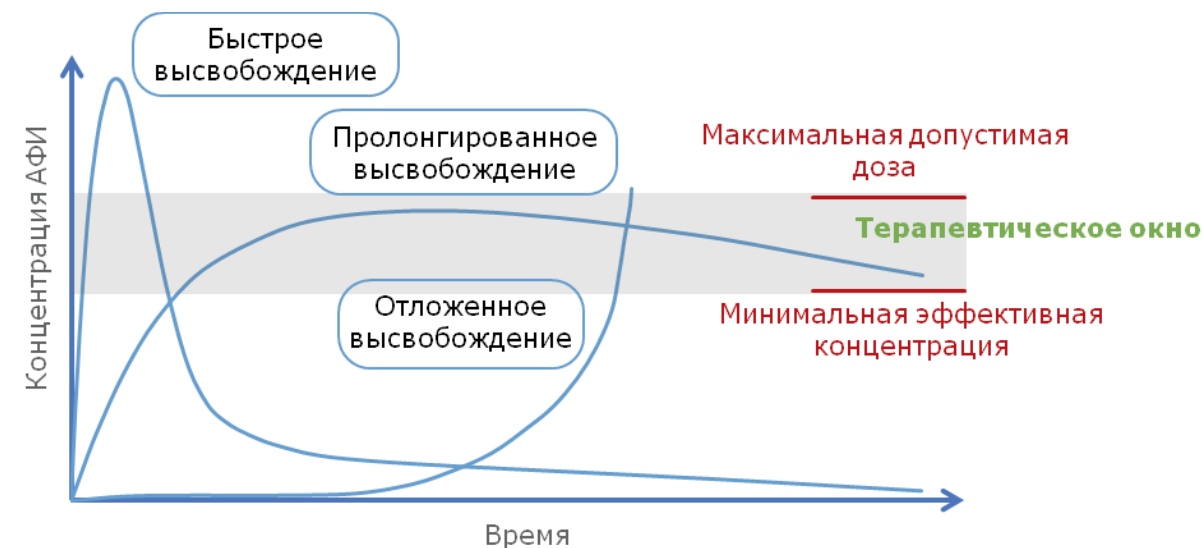 Быстрое
высвобождение
Пролонгированное
высвобождение
Максимальная допустимая
доза
Терапевтическое окно
Отложенное
высвобождение
Минимальная эффективная
концентрация
Концентрация АФИ
Время